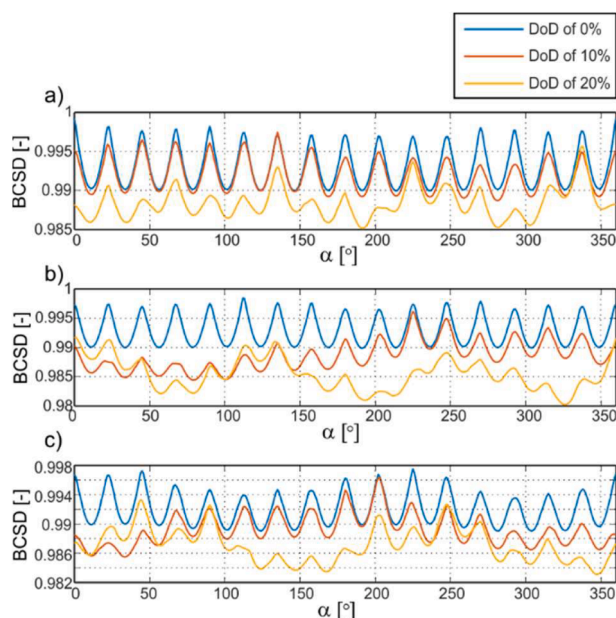 DoD of 0%
DoD of 10%
DoD of 20%
a)
1
0.995
0.99
0.985
BCSD [-]
0 50 100 150 200 250 300 350
α [°]
b)
1
0.995
0.99
0.985
0.98
BCSD [-]
0 50 100 150 200 250 300 350
α [°]
c)
0.998
0.994
0.99
0.986
0.982
BCSD [-]
0 50 100 150 200 250 300 350
α [°]